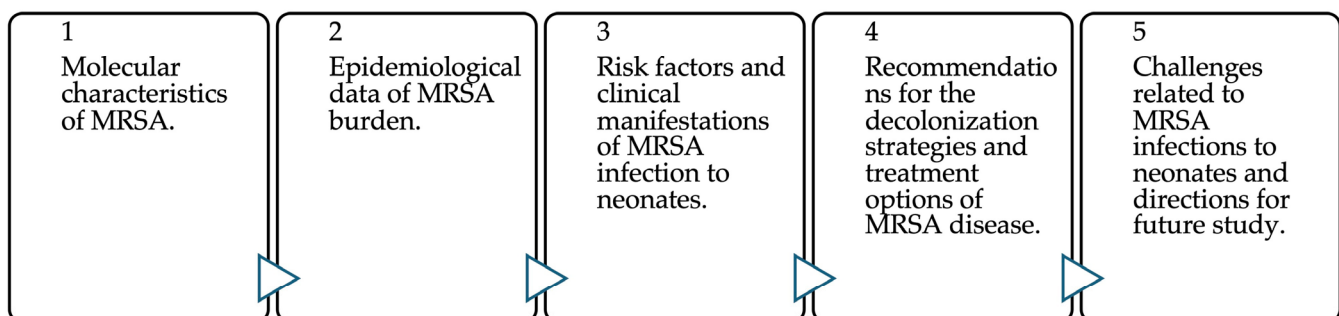 1
Molecular
characteristics
of MRSA.
2
Epidemiological
data of MRSA
burden.
3
Risk factors and
clinical
manifestations
of MRSA
infection to
neonates.
4
Recommendatio
ns for the
decolonization
strategies and
treatment
options of
MRSA disease.
5
Challenges
related to
MRSA
infections to
neonates and
directions for
future study.